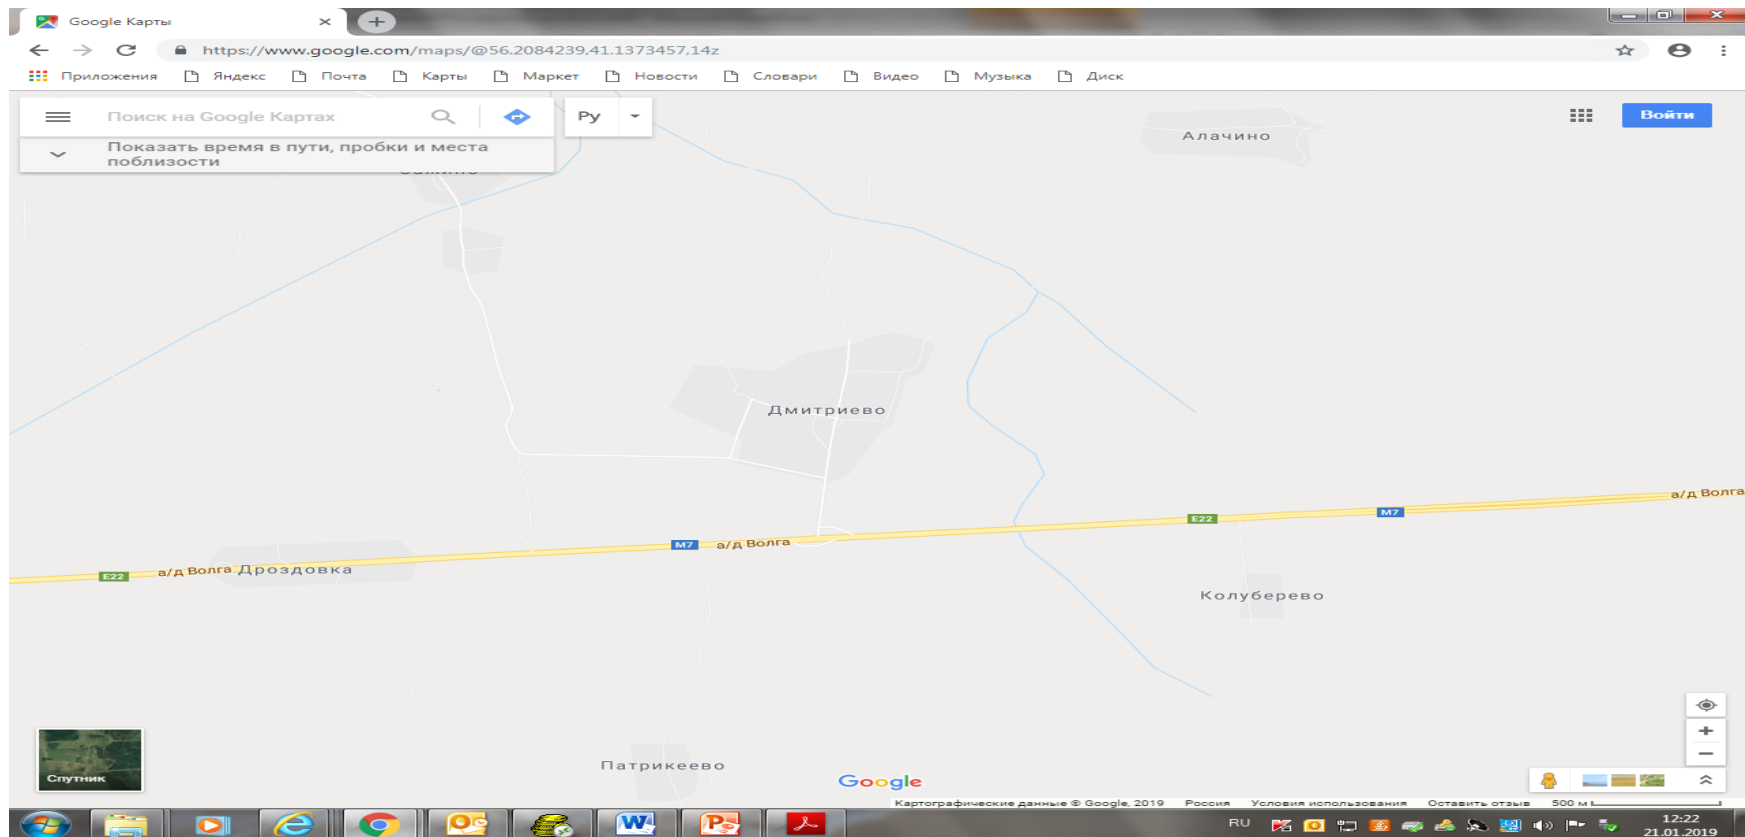 Google Карты
https://www.google.com/maps/@56.2084239,41.1373457,14z
Приложения Яндекс Почта Карты Маркет Новости Словари Видео Музыка Диск
Поиск на Google Картах
Ру
Войти
Показать время в пути, пробки и места
поблизости
Алачино
Дмитриево
а/д Волга
E22
M7
M7
а/д Волга
E22
а/д Волга
Дроздовка
Колуберево
Патрикеево
Спутник
Google
Картографические данные © Google, 2019 Россия Условия использования Оставить отзыв 500 м
RU
12:22
21.01.2019